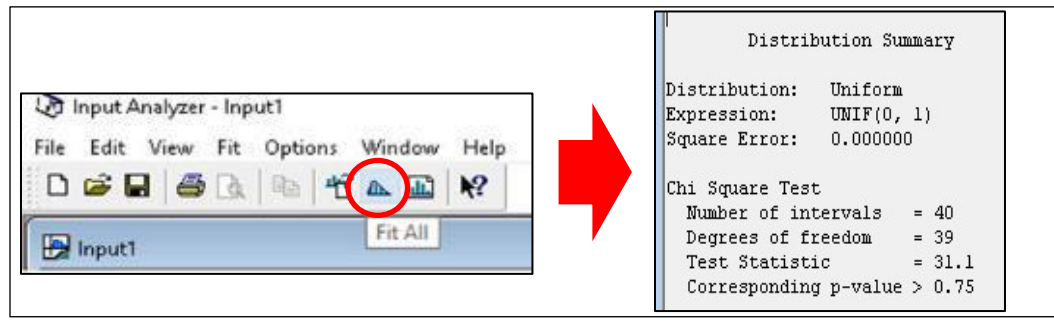 Input Analyzer - Input1
File Edit View Fit Options Window Help
Fit All
Input1
Distribution Summary
Distribution: Uniform
Expression: UNIF(0, 1)
Square Error: 0.000000
Chi Square Test
Number of intervals = 40
Degrees of freedom = 39
Test Statistic = 31.1
Corresponding p-value > 0.75